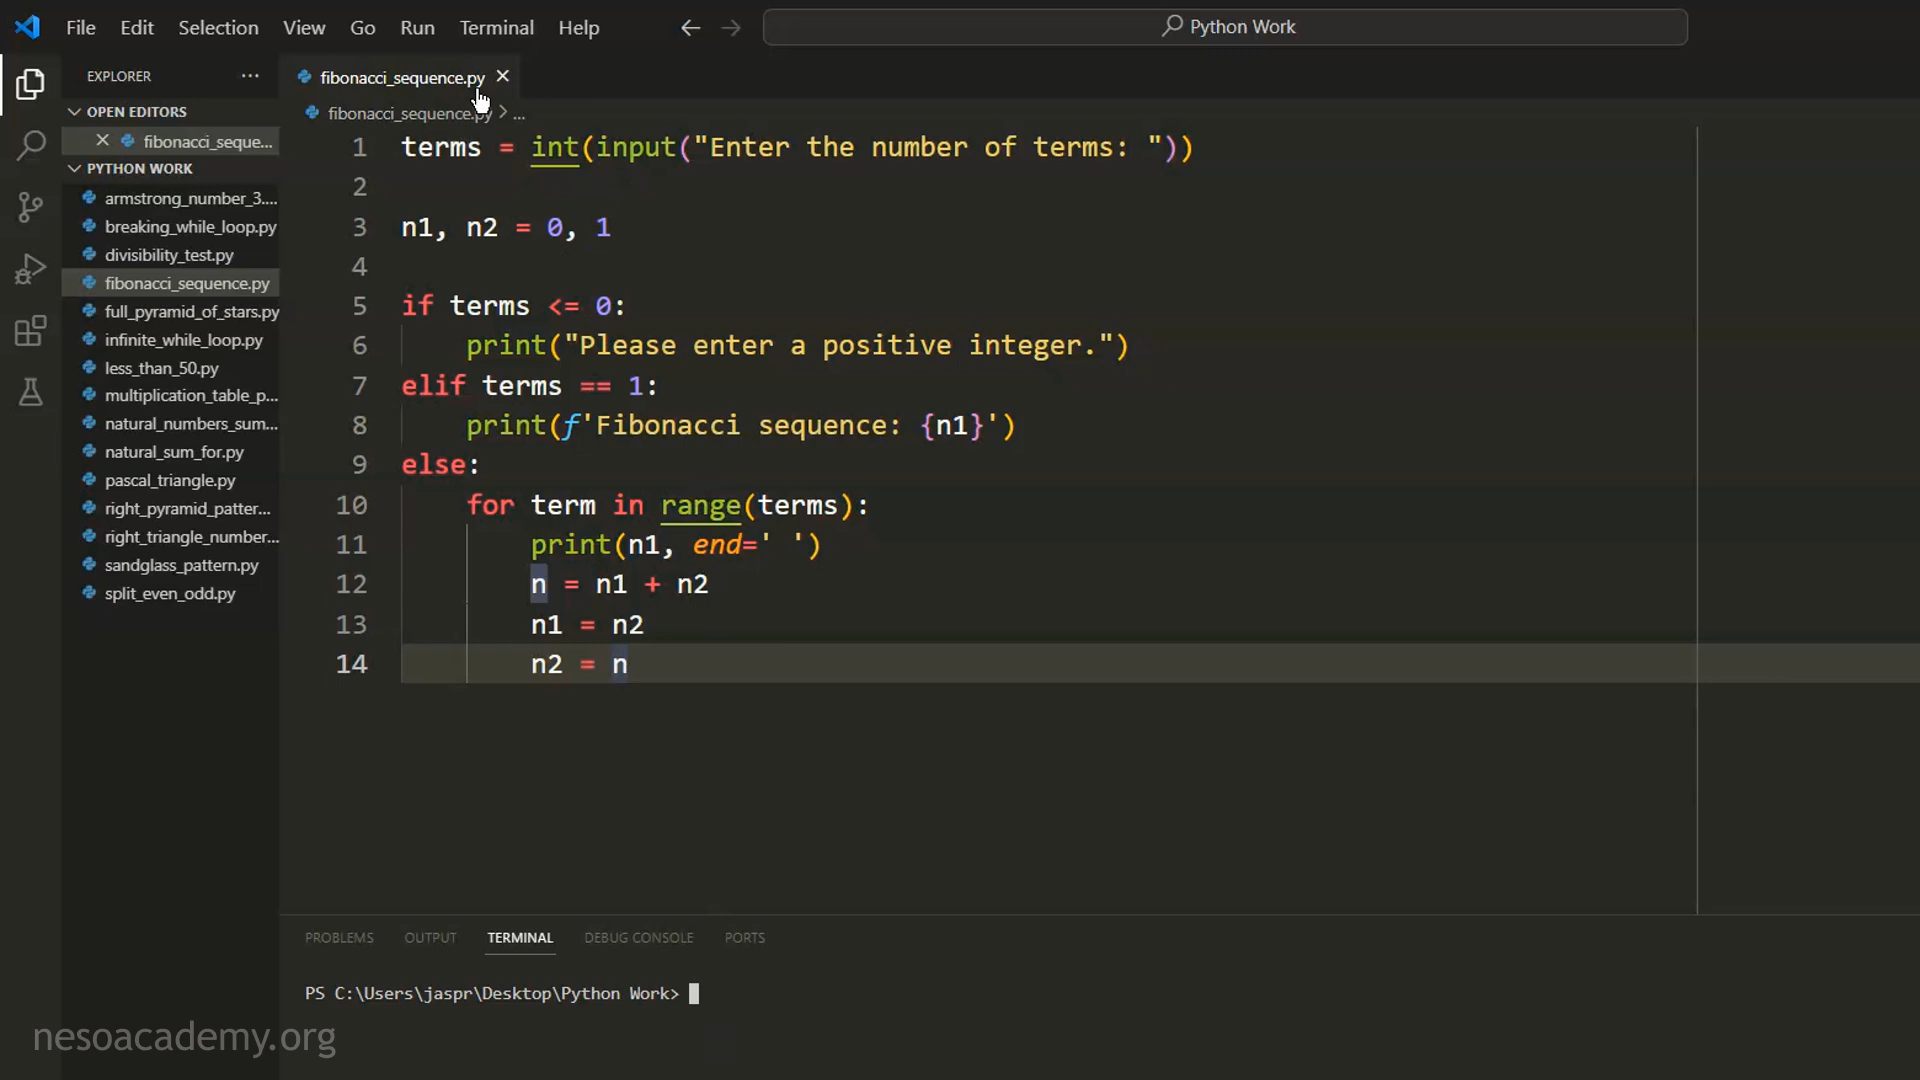 File Edit Selection View Go Run Terminal Help
Python Work
EXPLORER ...
fibonacci_sequence.py
OPEN EDITORS
fibonacci_sequence.py > ...
fibonacci_seque...
PYTHON WORK
armstrong_number_3....
breaking_while_loop.py
divisibility_test.py
fibonacci_sequence.py
full_pyramid_of_stars.py
infinite_while_loop.py
less_than_50.py
multiplication_table_p...
natural_numbers_sum...
natural_sum_for.py
pascal_triangle.py
right_pyramid_patter...
right_triangle_number...
sandglass_pattern.py
split_even_odd.py
1 terms = int(input("Enter the number of terms: "))
2
3 n1, n2 = 0, 1
4
5 if terms <= 0:
6     print("Please enter a positive integer.")
7 elif terms == 1:
8     print(f'Fibonacci sequence: {n1}')
9 else:
10     for term in range(terms):
11         print(n1, end=' ')
12         n = n1 + n2
13         n1 = n2
14         n2 = n
PROBLEMS OUTPUT TERMINAL DEBUG CONSOLE PORTS
PS C:\Users\jaspr\Desktop\Python Work>
nesoacademy.org